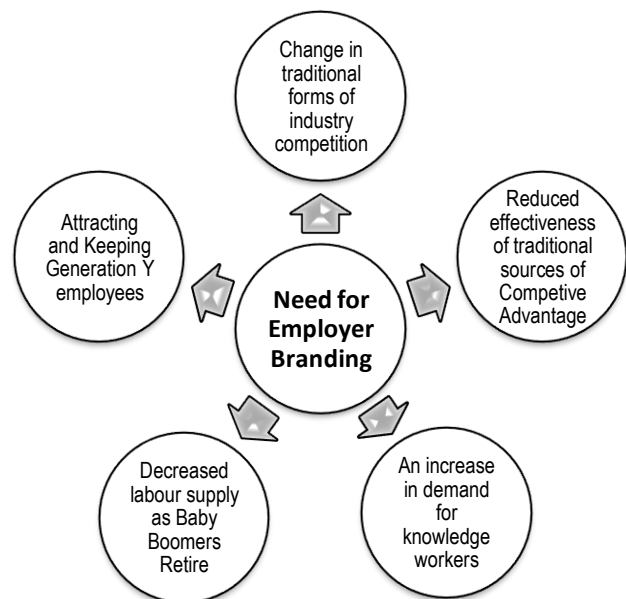 Change in
traditional
forms of
industry
competition
Attracting
and Keeping
Generation Y
employees
Reduced
effectiveness
of traditional
sources of
Competive
Advantage
Need for
Employer
Branding
Decreased
labour supply
as Baby
Boomers
Retire
An increase
in demand
for
knowledge
workers